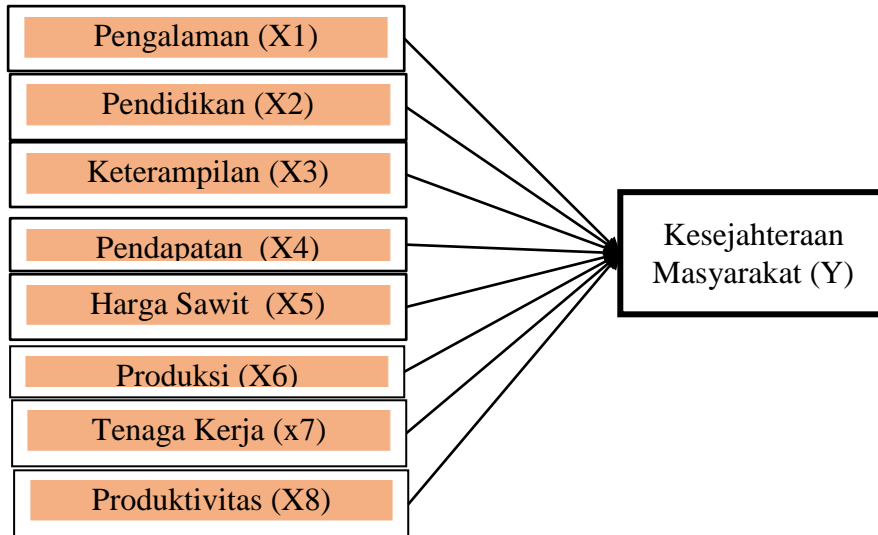 Pengalaman (X1)
Pendidikan (X2)
Keterampilan (X3)
Pendapatan  (X4)
Harga Sawit  (X5)
Produksi (X6)
Tenaga Kerja (x7)
Produktivitas (X8)
Kesejahteraan
Masyarakat (Y)